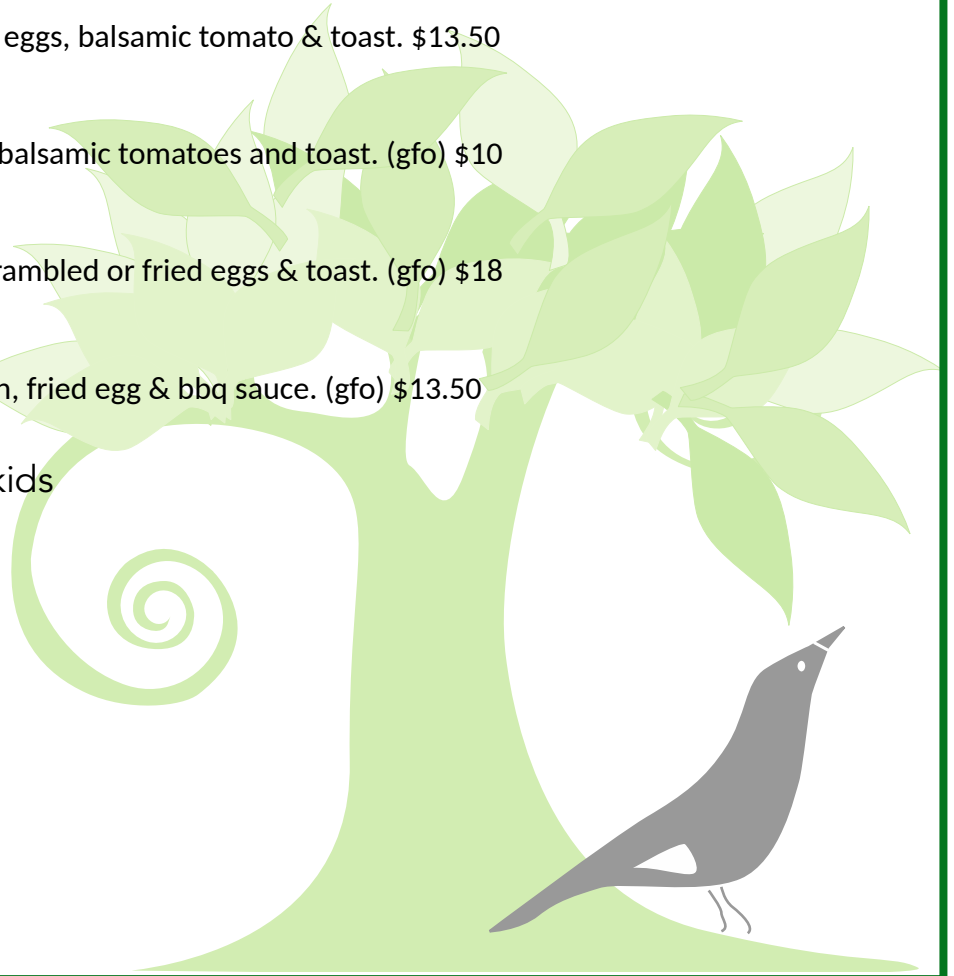 eggs, balsamic tomato & toast. $13.50
balsamic tomatoes and toast. (gfo) $10
rambled or fried eggs & toast. (gfo) $18
n, fried egg & bbq sauce. (gfo) $13.50
kids